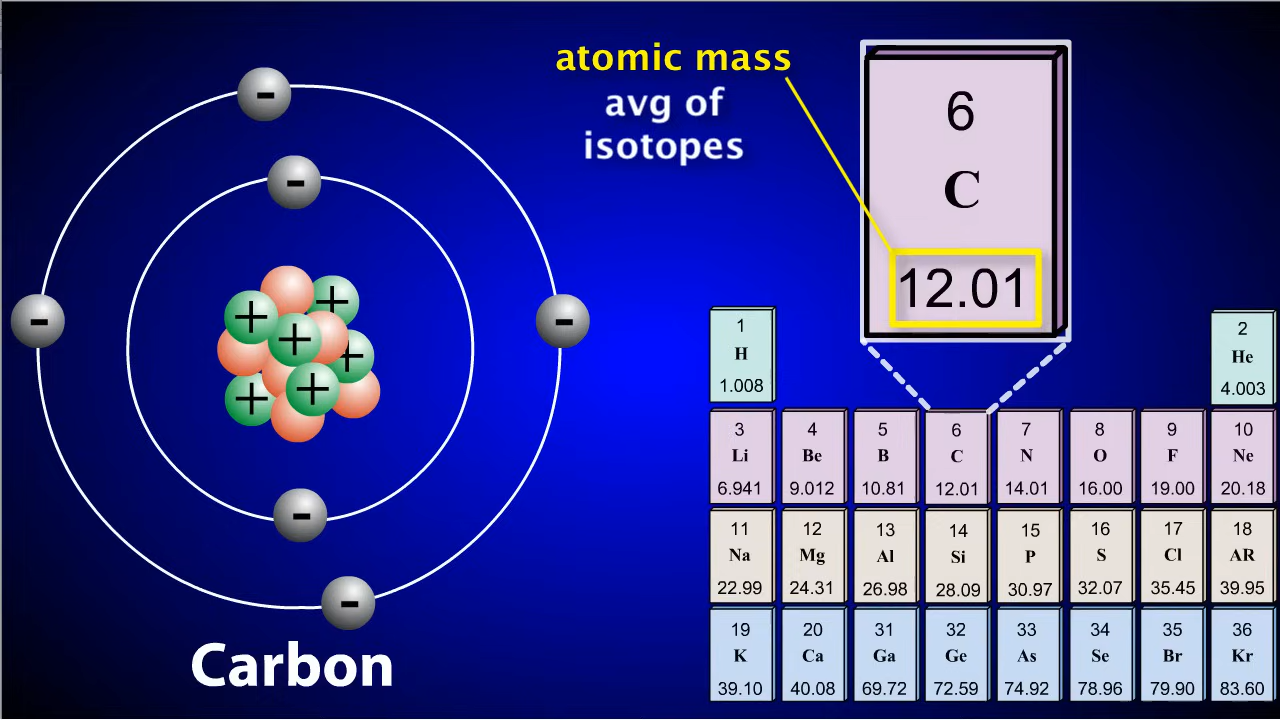 atomic mass
avg of
isotopes
6
C
12.01
-
-
-
-
-
-
+
+
+
+
+
+
Carbon
1
H
1.008
2
He
4.003
3
Li
6.941
4
Be
9.012
5
B
10.81
6
C
12.01
7
N
14.01
8
O
16.00
9
F
19.00
10
Ne
20.18
11
Na
22.99
12
Mg
24.31
13
Al
26.98
14
Si
28.09
15
P
30.97
16
S
32.07
17
Cl
35.45
18
AR
39.95
19
K
39.10
20
Ca
40.08
31
Ga
69.72
32
Ge
72.59
33
As
74.92
34
Se
78.96
35
Br
79.90
36
Kr
83.60